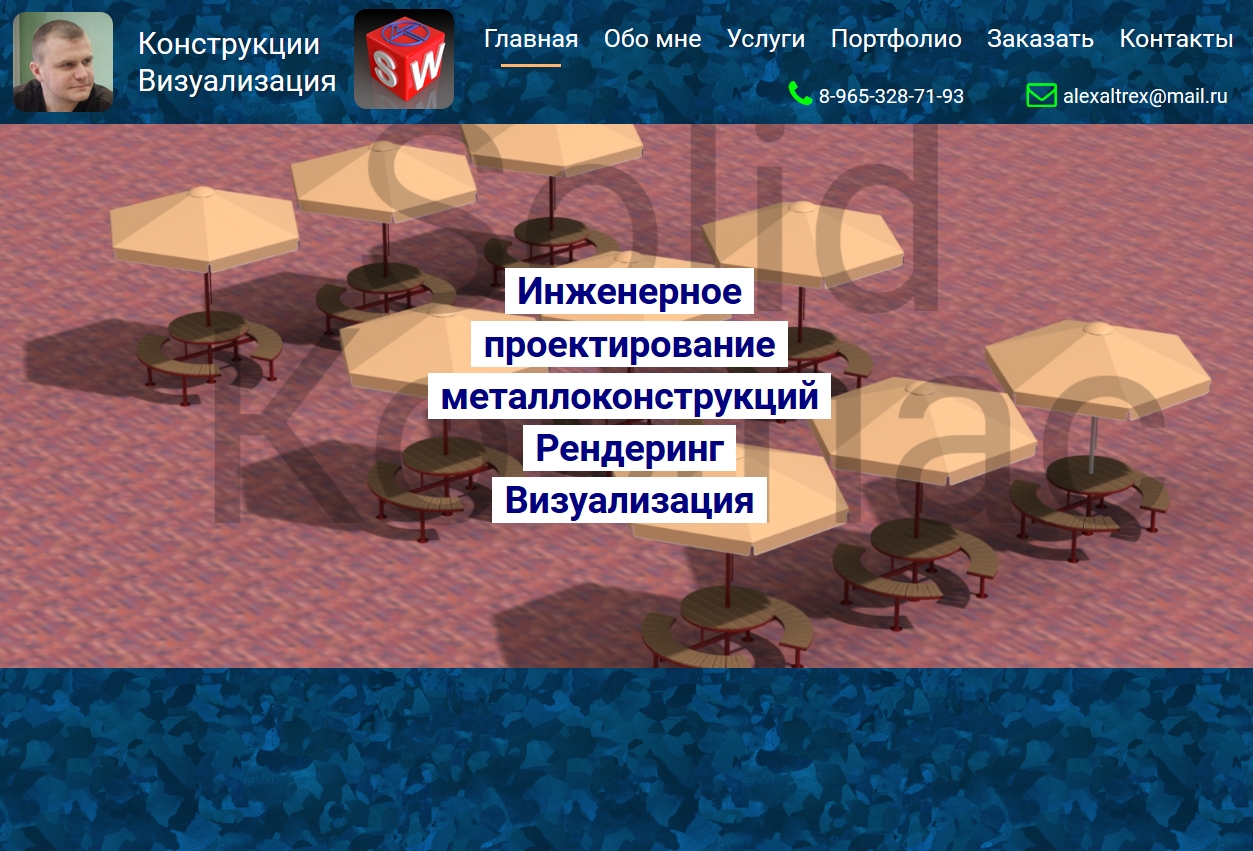 Конструкции
Визуализация
SW
Главная Обо мне Услуги Портфолио Заказать Контакты
8-965-328-71-93 alexaltrex@mail.ru
Solid
Инженерное
проектирование
металлоконструкций
Рендеринг
Визуализация